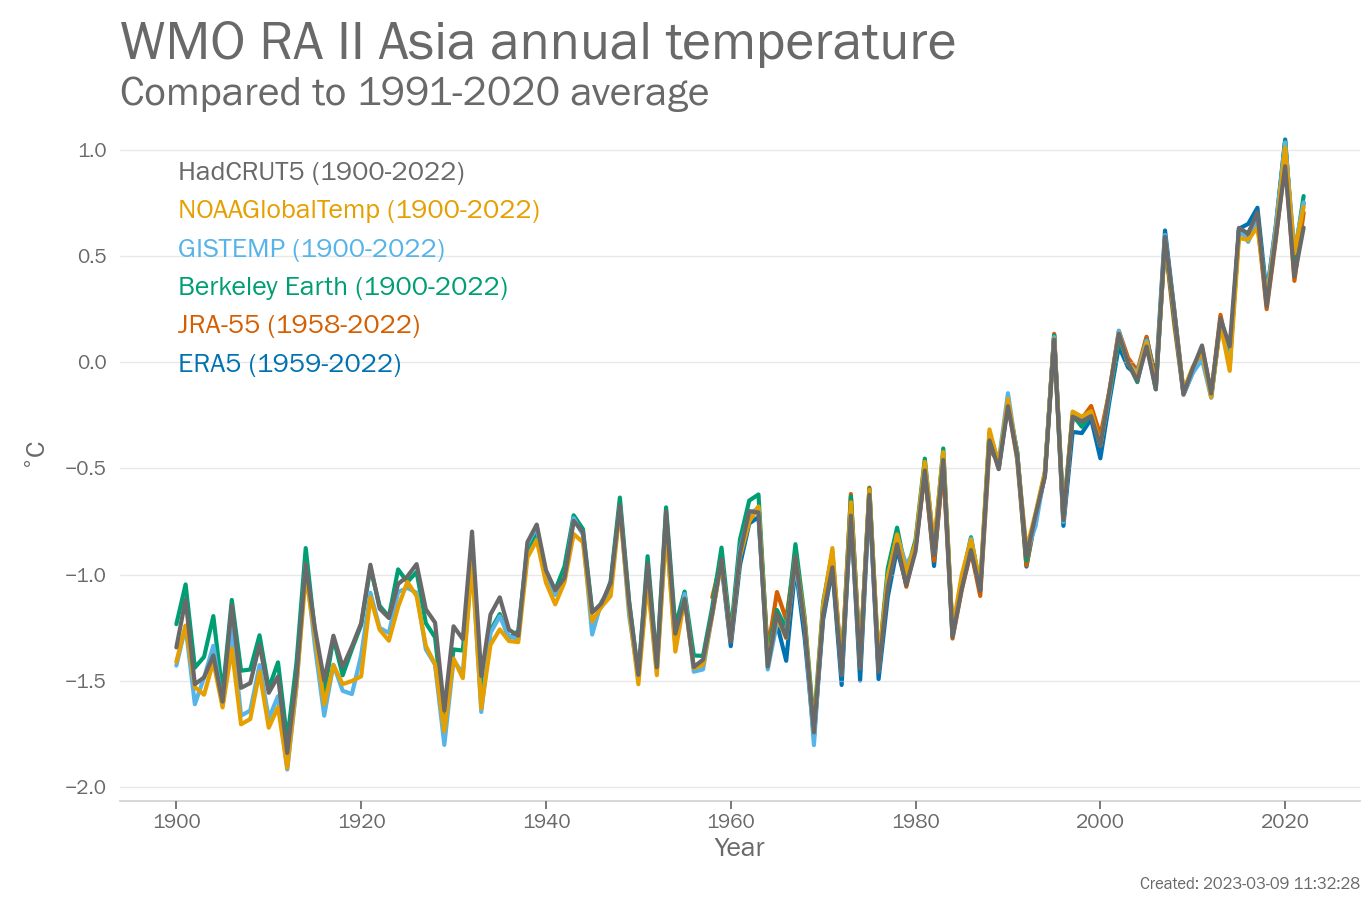 WMO RA II Asia annual temperature
Compared to 1991-2020 average
HadCRUT5 (1900-2022)
NOAAGlobalTemp (1900-2022)
GISTEMP (1900-2022)
Berkeley Earth (1900-2022)
JRA-55 (1958-2022)
ERA5 (1959-2022)
1.0
0.5
0.0
−0.5
−1.0
−1.5
−2.0
°C
1900 1920 1940 1960 1980 2000 2020
Year
Created: 2023-03-09 11:32:28